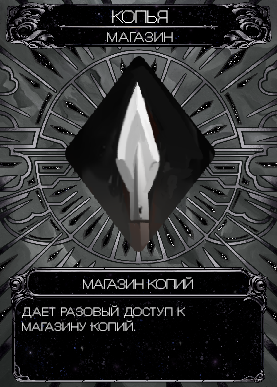 КОПЬЯ
МАГАЗИН
МАГАЗИН КОПИЙ
ДАЕТ РАЗОВЫЙ ДОСТУП К
МАГАЗИНУ КОПИЙ.